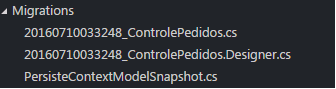 Migrations
20160710033248_ControlePedidos.cs
20160710033248_ControlePedidos.Designer.cs
PersisteContextModelSnapshot.cs